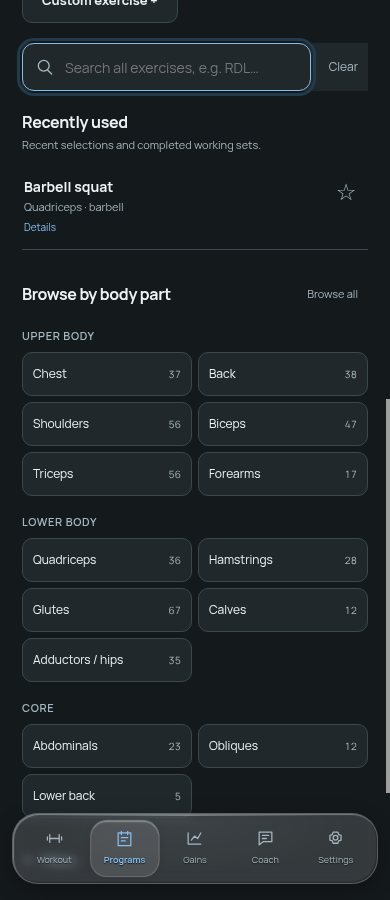 Custom exercise +
Search all exercises, e.g. RDL...
Clear
Recently used
Recent selections and completed working sets.
Barbell squat
Quadriceps · barbell
Details
Browse by body part
Browse all
UPPER BODY
Chest 37
Back 38
Shoulders 56
Biceps 47
Triceps 56
Forearms 17
LOWER BODY
Quadriceps 36
Hamstrings 28
Glutes 67
Calves 12
Adductors / hips 35
CORE
Abdominals 23
Obliques 12
Lower back 5
Workout
Programs
Gains
Coach
Settings